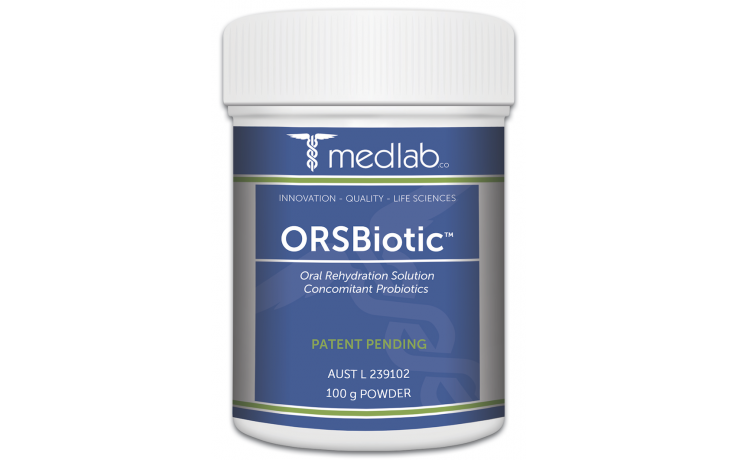 medlab.co
INNOVATION - QUALITY - LIFE SCIENCES
ORSBiotic™
Oral Rehydration Solution
Concomitant Probiotics
PATENT PENDING
AUST L 239102
100 g POWDER